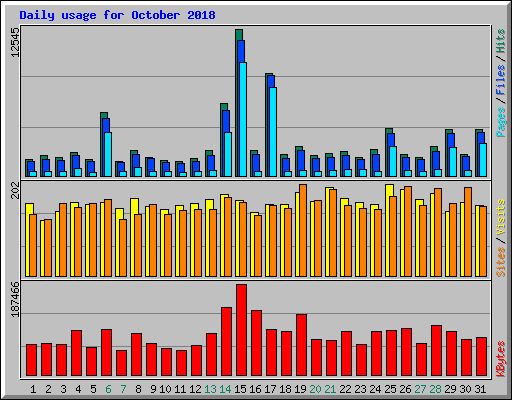 Daily usage for October 2018
12545
Pages / Files / Hits
202
Sites / Visits
187466
KBytes
1 2 3 4 5 6 7 8 9 10 11 12 13 14 15 16 17 18 19 20 21 22 23 24 25 26 27 28 29 30 31